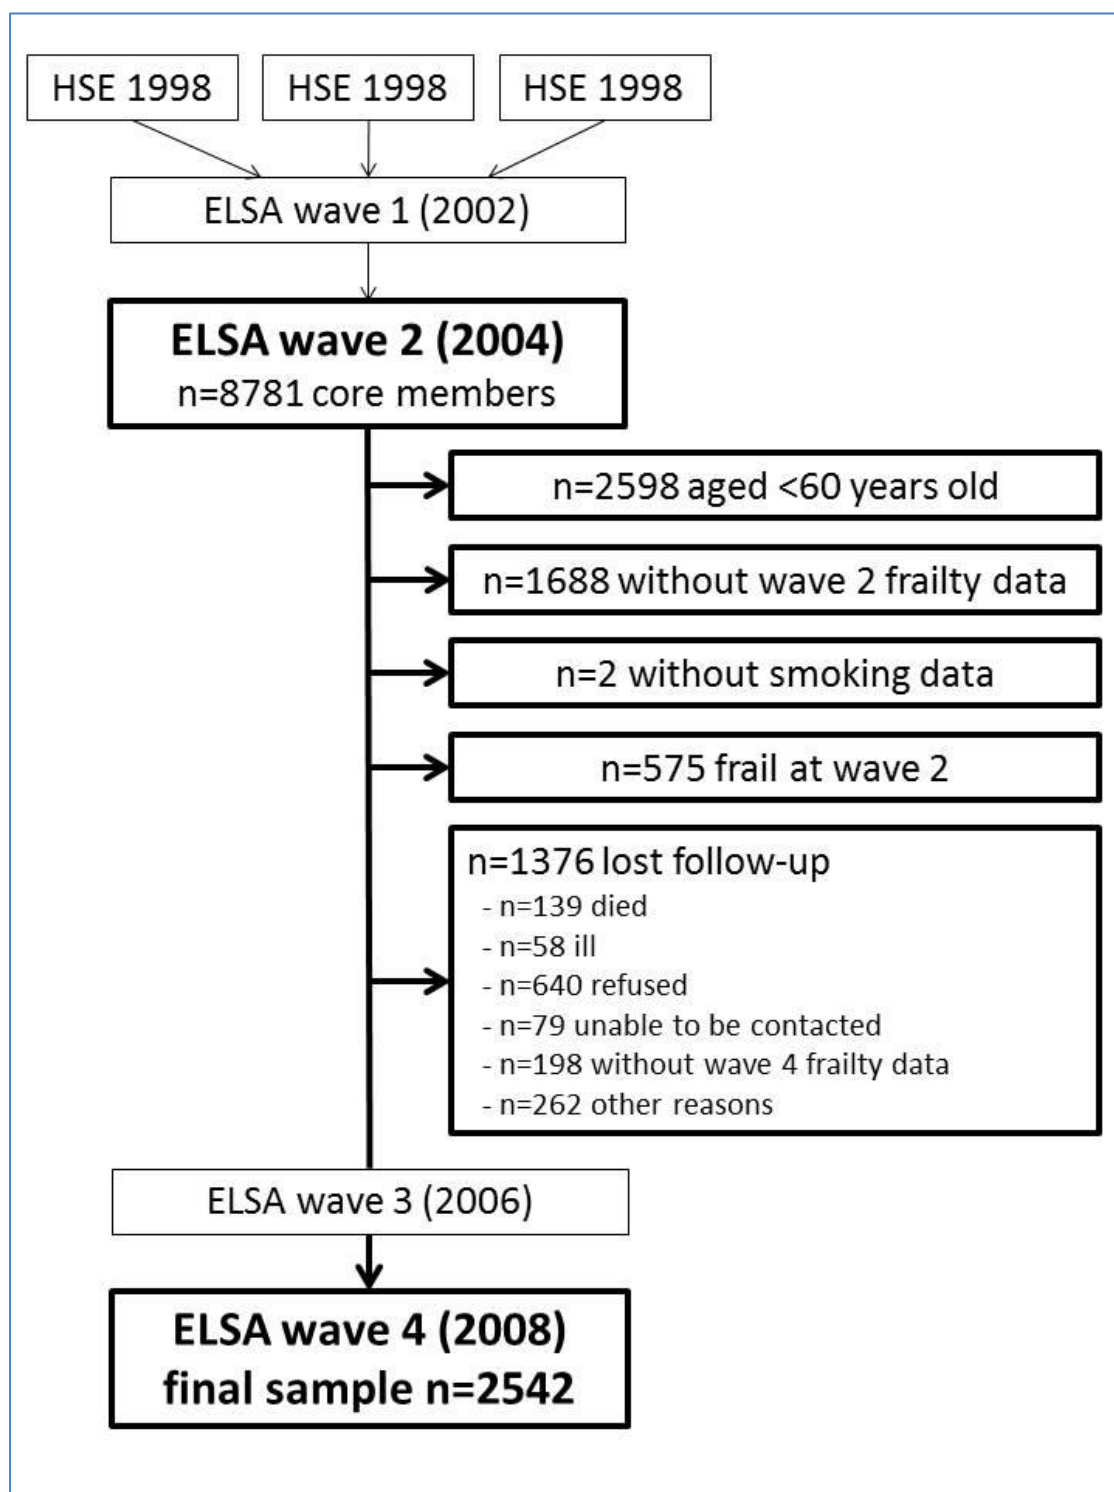 HSE 1998
HSE 1998
HSE 1998
ELSA wave 1 (2002)
ELSA wave 2 (2004)
n=8781 core members
n=2598 aged <60 years old
n=1688 without wave 2 frailty data
n=2 without smoking data
n=575 frail at wave 2
n=1376 lost follow-up
- n=139 died
- n=58 ill
- n=640 refused
- n=79 unable to be contacted
- n=198 without wave 4 frailty data
- n=262 other reasons
ELSA wave 3 (2006)
ELSA wave 4 (2008)
final sample n=2542